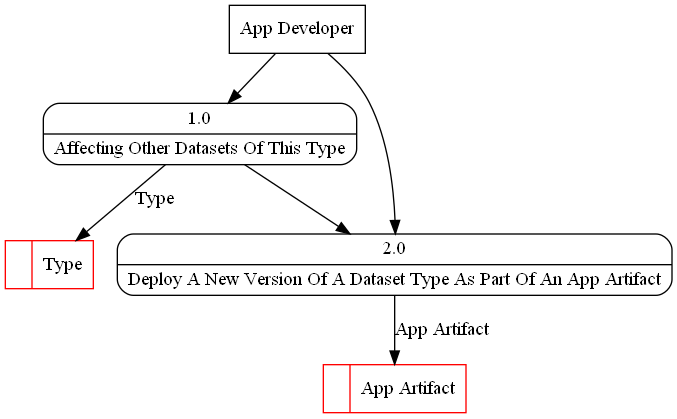 App Developer
1.0
Affecting Other Datasets Of This Type
Type
Type
2.0
Deploy A New Version Of A Dataset Type As Part Of An App Artifact
App Artifact
App Artifact